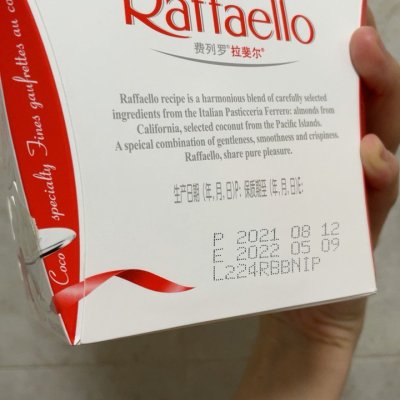 Raffaello
费列罗®拉斐尔®
Raffaello recipe is a harmonious blend of carefully selected
ingredients from the Italian Pasticceria Ferrero: almonds from
California, selected coconut from the Pacific Islands.
A speical combination of gentleness, smoothness and crispiness.
Raffaello, share pure pleasure.
生产日期(年,月,日)P: 保质期至(年,月,日)E:
P 2021 08 12
E 2022 05 09
L224RBBNIP
Coco specialty Fines gaufrettes au co